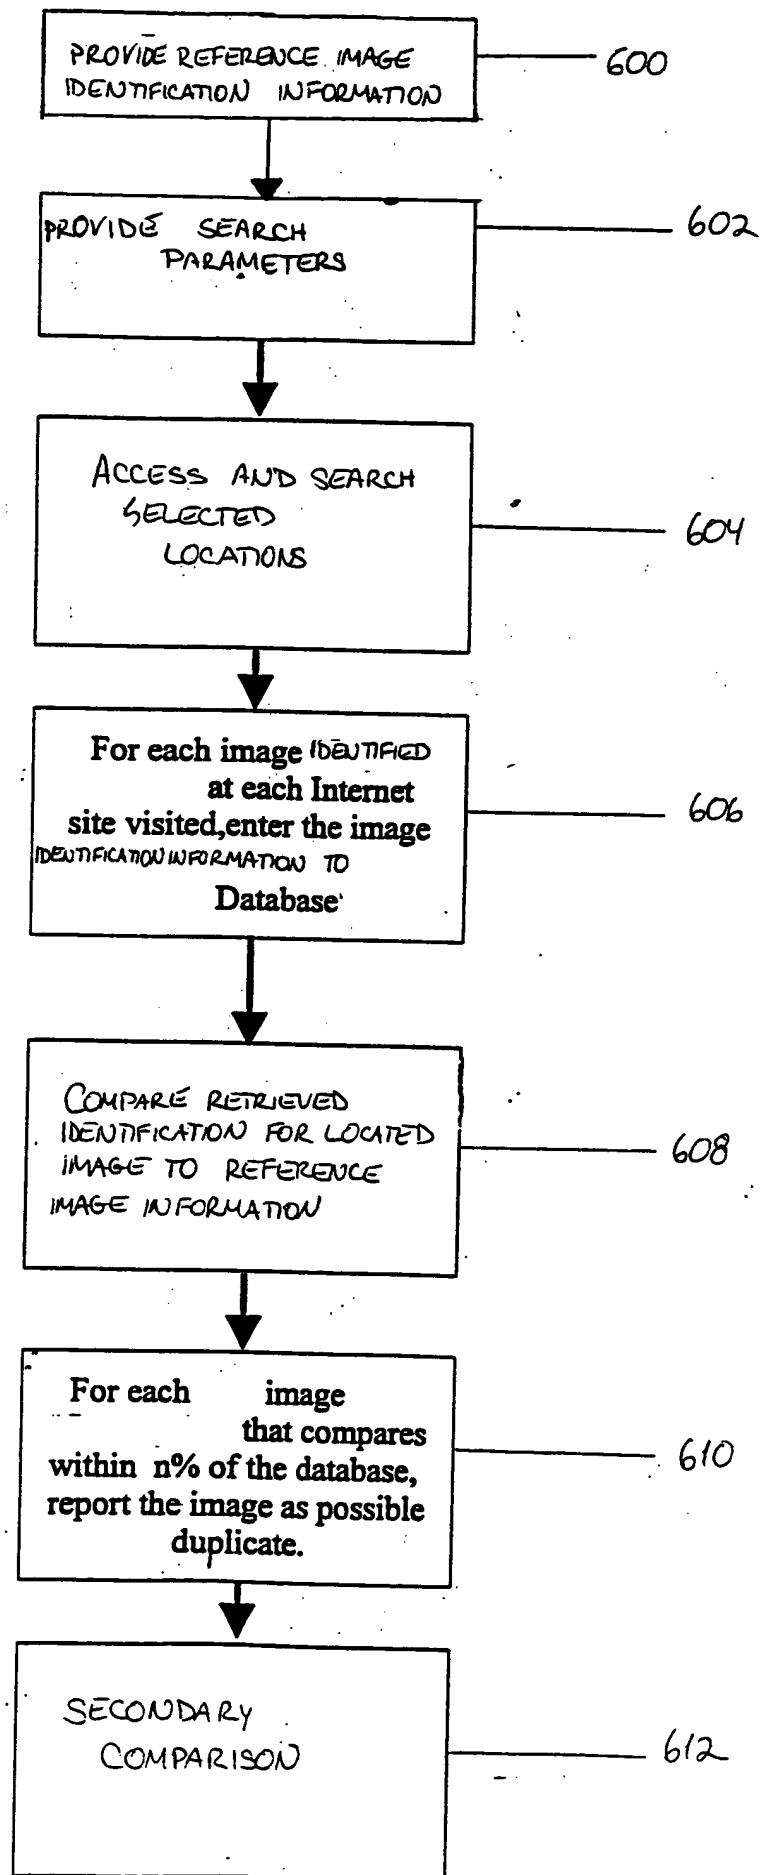 PROVIDE REFERENCE IMAGE
IDENTIFICATION INFORMATION
600
PROVIDE SEARCH
PARAMETERS
602
ACCESS AND SEARCH
SELECTED
LOCATIONS
604
For each image IDENTIFIED
at each Internet
site visited,enter the image
IDENTIFICATION INFORMATION TO
Database
606
COMPARE RETRIEVED
IDENTIFICATION FOR LOCATED
IMAGE TO REFERENCE
IMAGE INFORMATION
608
For each image
that compares
within n% of the database,
report the image as possible
duplicate.
610
SECONDARY
COMPARISON
612